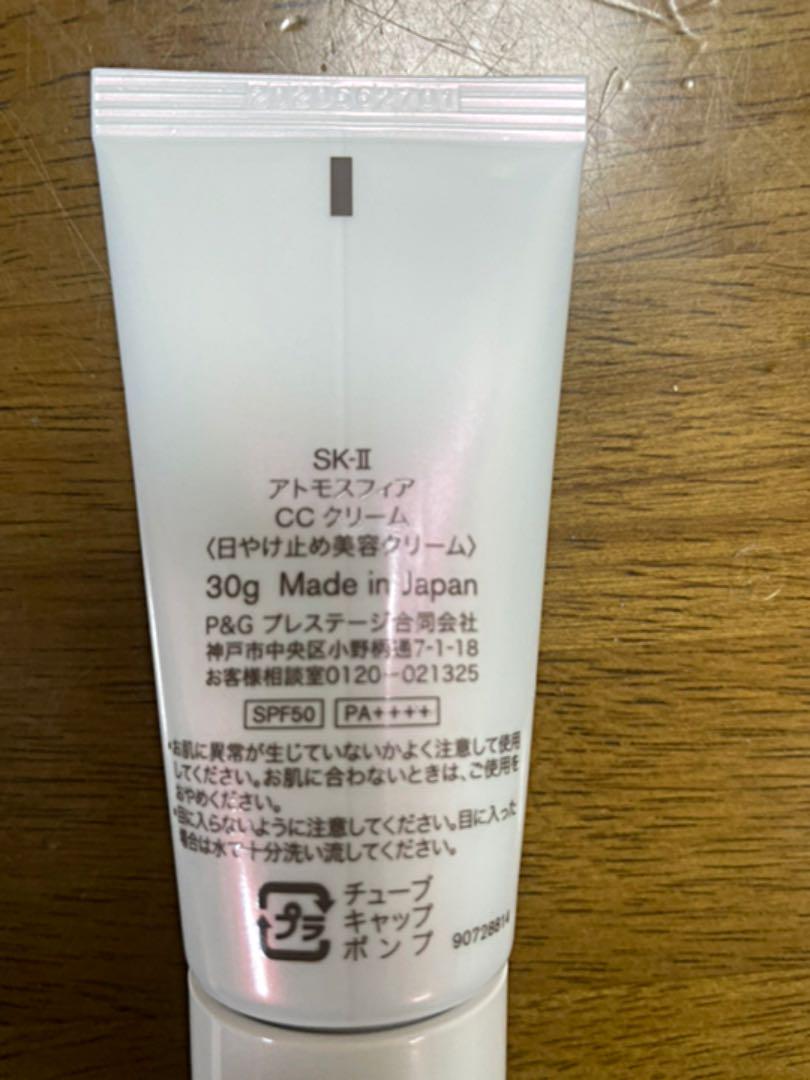 SK-Ⅱ
アトモスフィア
CC クリーム
〈日やけ止め美容クリーム〉
30g Made in Japan
P&G プレステージ合同会社
神戸市中央区小野柄通7-1-18
お客様相談室0120-021325
SPF50 PA++++
•お肌に異常が生じていないかよく注意して使用
してください。お肌に合わないときは、ご使用を
おやめください。
•目に入らないように注意してください。目に入った
場合は水で十分洗い流してください。
プラ
チューブ
キャップ
ポンプ
90728814